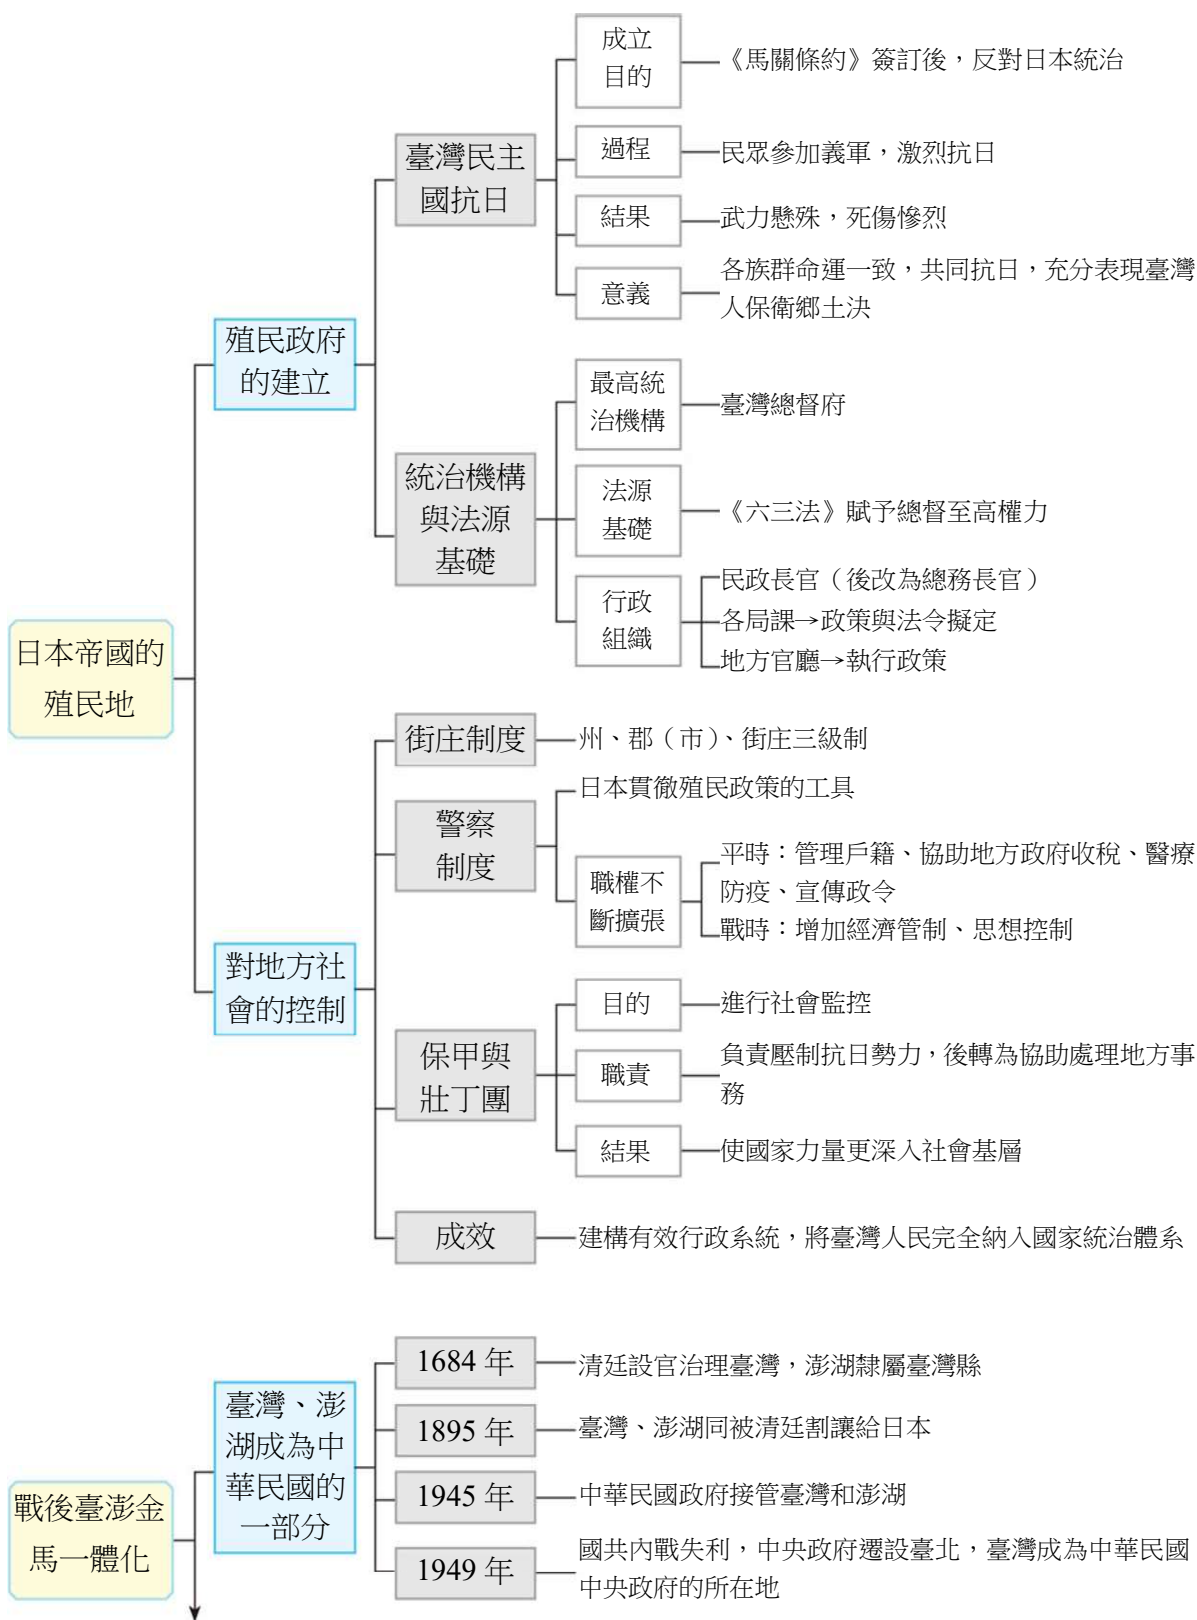 日本帝國的
殖民地
殖民政府
的建立
臺灣民主
國抗日
成立
目的
《馬關條約》簽訂後，反對日本統治
過程
民眾參加義軍，激烈抗日
結果
武力懸殊，死傷慘烈
意義
各族群命運一致，共同抗日，充分表現臺灣
人保衛鄉土決
統治機構
與法源
基礎
最高統
治機構
臺灣總督府
法源
基礎
《六三法》賦予總督至高權力
行政
組織
民政長官（後改為總務長官）
各局課→政策與法令擬定
地方官廳→執行政策
對地方社
會的控制
街庄制度
州、郡（市）、街庄三級制
警察
制度
日本貫徹殖民政策的工具
職權不
斷擴張
平時：管理戶籍、協助地方政府收稅、醫療
防疫、宣傳政令
戰時：增加經濟管制、思想控制
保甲與
壯丁團
目的
進行社會監控
職責
負責壓制抗日勢力，後轉為協助處理地方事
務
結果
使國家力量更深入社會基層
成效
建構有效行政系統，將臺灣人民完全納入國家統治體系
戰後臺澎金
馬一體化
臺灣、澎
湖成為中
華民國的
一部分
1684 年
清廷設官治理臺灣，澎湖隸屬臺灣縣
1895 年
臺灣、澎湖同被清廷割讓給日本
1945 年
中華民國政府接管臺灣和澎湖
1949 年
國共內戰失利，中央政府遷設臺北，臺灣成為中華民國
中央政府的所在地